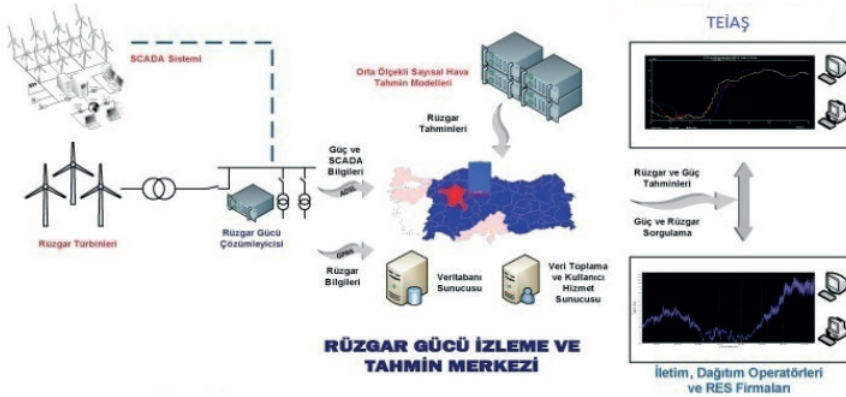 TEİAŞ
SCADA Sistemi
Orta Ölçekli Sayısal Hava
Tahmin Modelleri
Rüzgar
Tahminleri
Güç ve
SCADA
Bilgileri
ADSL
Rüzgar ve Güç
Tahminleri
Güç ve Rüzgar
Sorgulama
Rüzgar Türbinleri
Rüzgar Gücü
Çözümleyicisi
GPRS
Rüzgar
Bilgileri
Veritabanı
Sunucusu
Veri Toplama
ve Kullanıcı
Hizmet
Sunucusu
RÜZGAR GÜCÜ İZLEME VE
TAHMİN MERKEZİ
İletim, Dağıtım Operatörleri
ve RES Firmaları